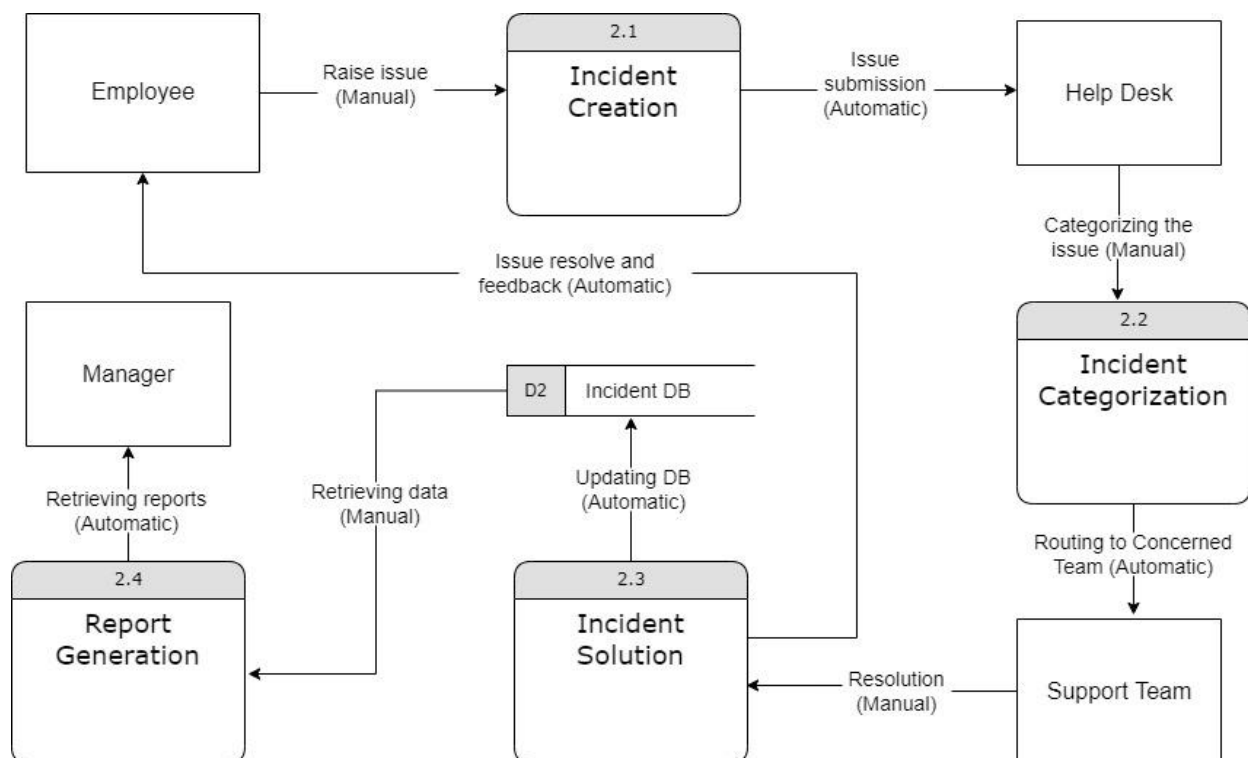 2.1
Employee
Raise issue
(Manual)
Incident
Creation
Issue
submission
(Automatic)
Help Desk
Categorizing the
issue (Manual)
Issue resolve and
feedback (Automatic)
2.2
Incident
Categorization
Manager
D2
Incident DB
Retrieving reports
(Automatic)
Retrieving data
(Manual)
Updating DB
(Automatic)
Routing to Concerned
Team (Automatic)
2.4
Report
Generation
2.3
Incident
Solution
Resolution
(Manual)
Support Team